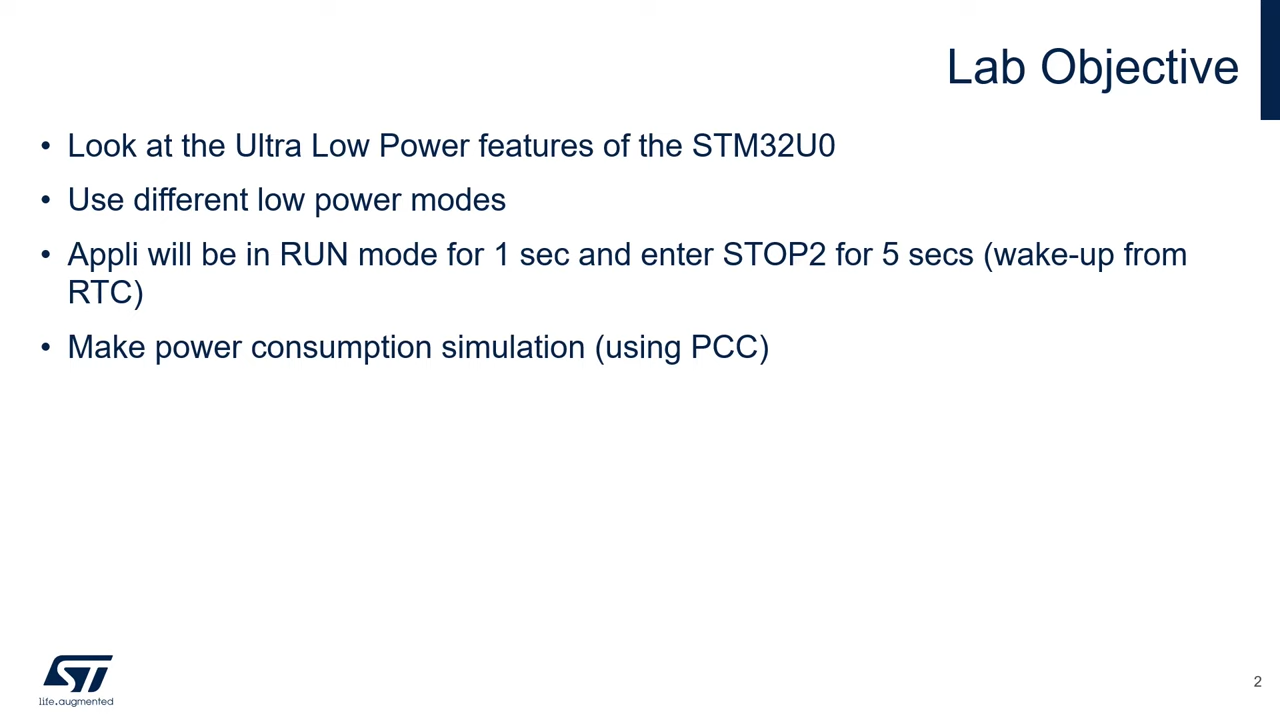 Lab Objective
• Look at the Ultra Low Power features of the STM32U0
• Use different low power modes
• Appli will be in RUN mode for 1 sec and enter STOP2 for 5 secs (wake-up from
RTC)
• Make power consumption simulation (using PCC)
ST
life.augmented
2